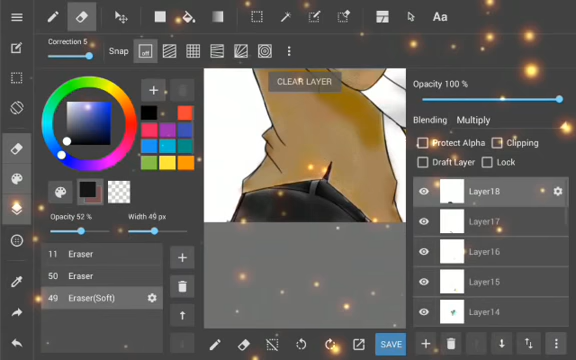 Aa
Correction 5
Snap
off
CLEAR LAYER
Opacity 100 %
Blending Multiply
Protect Alpha Clipping
Draft Layer Lock
Opacity 52 % Width 49 px
Layer18
Layer17
Layer16
Layer15
Layer14
11 Eraser
50 Eraser
49 Eraser(Soft)
SAVE